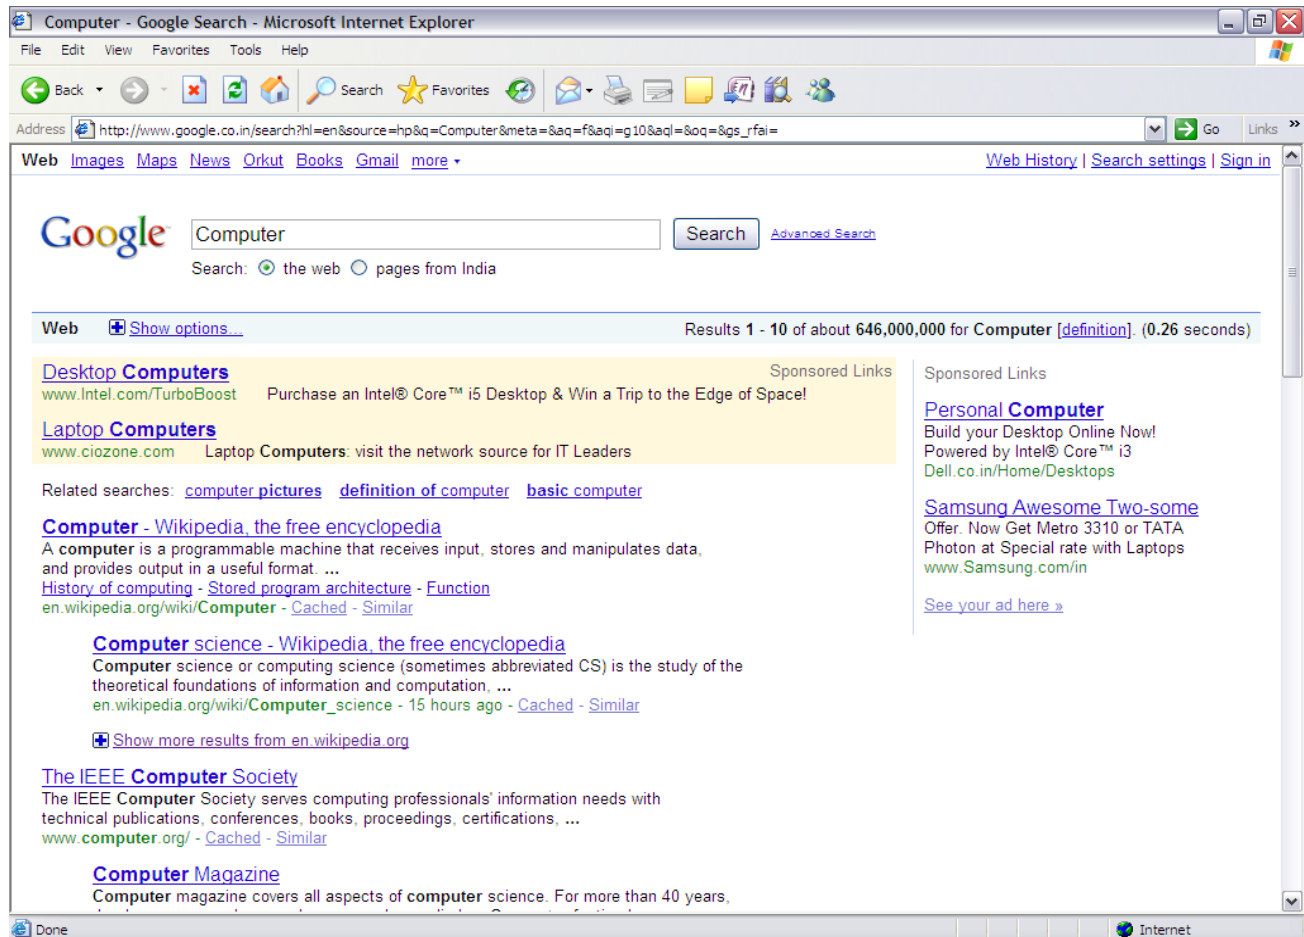 Computer - Google Search - Microsoft Internet Explorer
File Edit View Favorites Tools Help
Back Search Favorites
Address http://www.google.co.in/search?hl=en&source=hp&q=Computer&meta=&aq=f&aqi=g10&aql=&oq=&gs_rfai= Go Links »
Web Images Maps News Orkut Books Gmail more Web History | Search settings | Sign in
Google Computer Search Advanced Search
Search: the web pages from India
Web Show options... Results 1 - 10 of about 646,000,000 for Computer [definition]. (0.26 seconds)
Desktop Computers Sponsored Links
www.Intel.com/TurboBoost Purchase an Intel® Core™ i5 Desktop & Win a Trip to the Edge of Space!
Laptop Computers
www.ciozone.com Laptop Computers: visit the network source for IT Leaders
Related searches: computer pictures definition of computer basic computer
Computer - Wikipedia, the free encyclopedia
A computer is a programmable machine that receives input, stores and manipulates data,
and provides output in a useful format. ...
History of computing - Stored program architecture - Function
en.wikipedia.org/wiki/Computer - Cached - Similar
Computer science - Wikipedia, the free encyclopedia
Computer science or computing science (sometimes abbreviated CS) is the study of the
theoretical foundations of information and computation, ...
en.wikipedia.org/wiki/Computer_science - 15 hours ago - Cached - Similar
Show more results from en.wikipedia.org
The IEEE Computer Society
The IEEE Computer Society serves computing professionals' information needs with
technical publications, conferences, books, proceedings, certifications, ...
www.computer.org/ - Cached - Similar
Computer Magazine
Computer magazine covers all aspects of computer science. For more than 40 years,
Sponsored Links
Personal Computer
Build your Desktop Online Now!
Powered by Intel® Core™ i3
Dell.co.in/Home/Desktops
Samsung Awesome Two-some
Offer. Now Get Metro 3310 or TATA
Photon at Special rate with Laptops
www.Samsung.com/in
See your ad here »
Done Internet